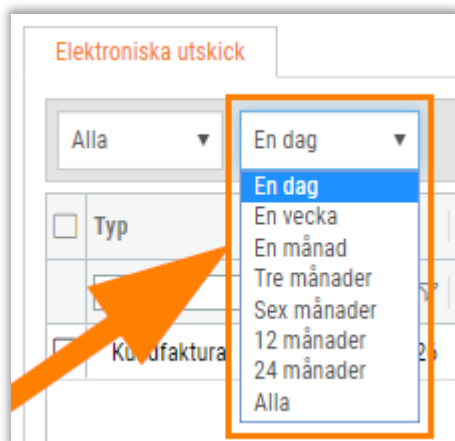 Elektroniska utskick
Alla
En dag
En dag
En vecka
Typ
En månad
Tre månader
Sex månader
12 månader
24 månader
Alla